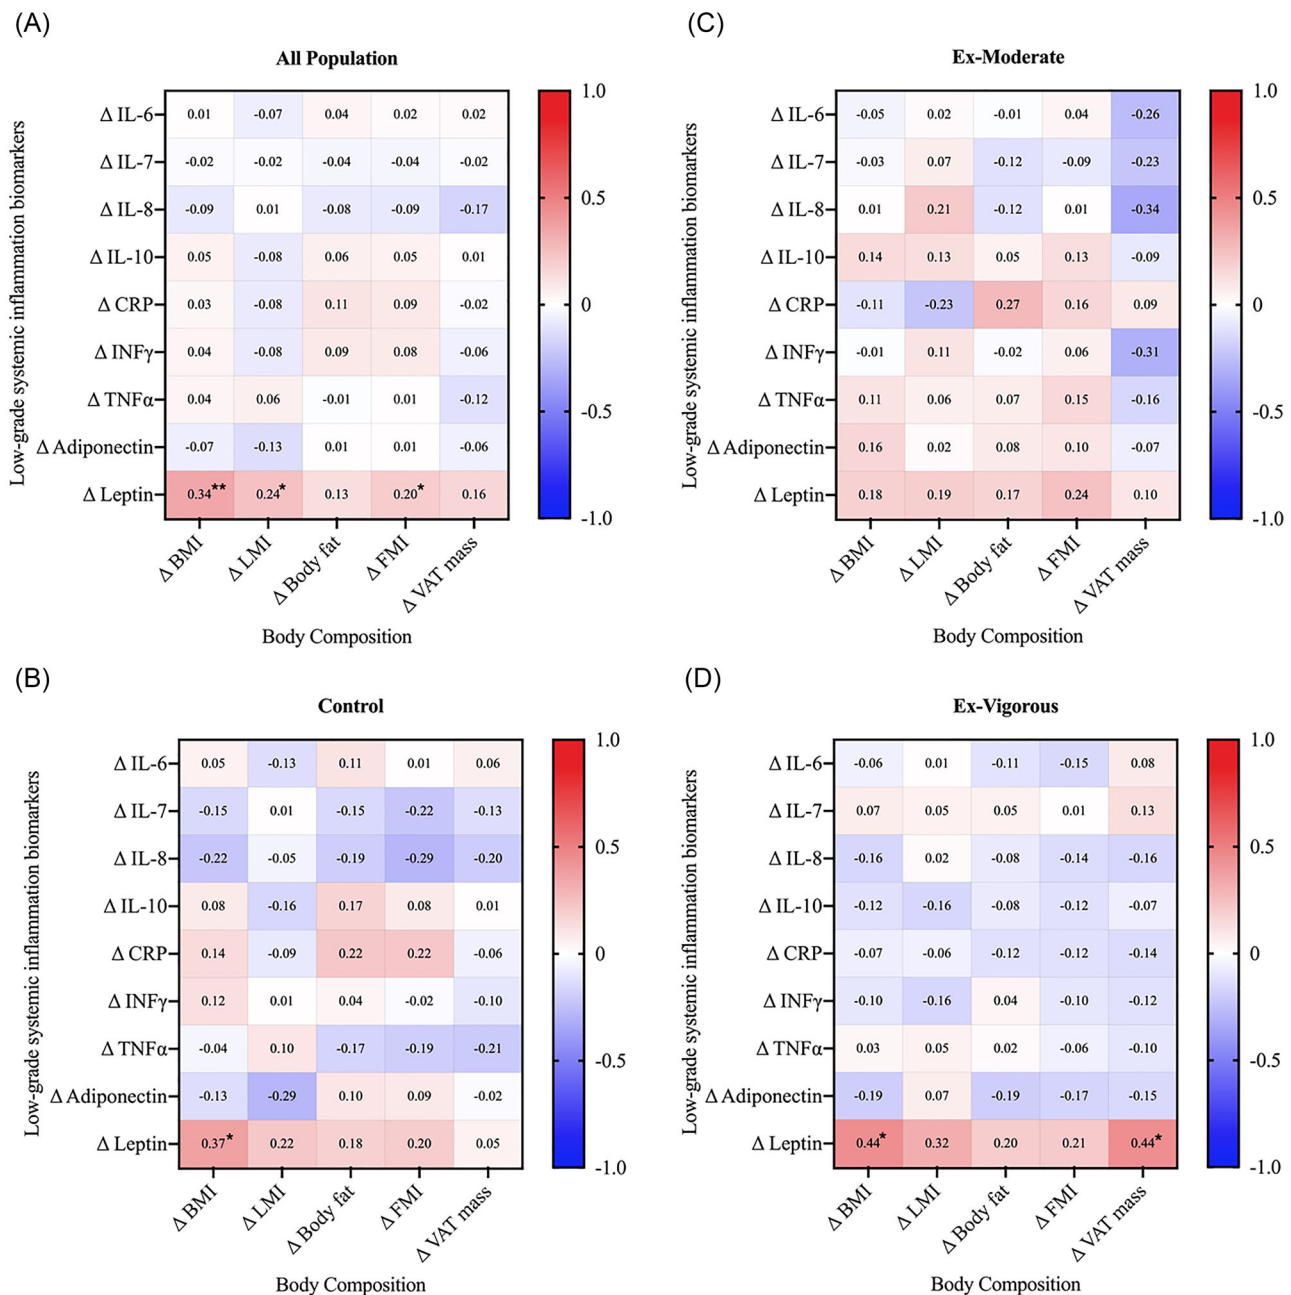 (A)
All Population
Low-grade systemic inflammation biomarkers
Δ IL-6 0.01 -0.07 0.04 0.02 0.02
Δ IL-7 -0.02 -0.02 -0.04 -0.04 -0.02
Δ IL-8 -0.09 0.01 -0.08 -0.09 -0.17
Δ IL-10 0.05 -0.08 0.06 0.05 0.01
Δ CRP 0.03 -0.08 0.11 0.09 -0.02
Δ INFγ 0.04 -0.08 0.09 0.08 -0.06
Δ TNFα 0.04 0.06 -0.01 0.01 -0.12
Δ Adiponectin -0.07 -0.13 0.01 0.01 -0.06
Δ Leptin 0.34** 0.24* 0.13 0.20* 0.16
Δ BMI Δ LMI Δ Body fat Δ FMI Δ VAT mass
Body Composition
1.0
0.5
0
-0.5
-1.0
(C)
Ex-Moderate
Low-grade systemic inflammation biomarkers
Δ IL-6 -0.05 0.02 -0.01 0.04 -0.26
Δ IL-7 -0.03 0.07 -0.12 -0.09 -0.23
Δ IL-8 0.01 0.21 -0.12 0.01 -0.34
Δ IL-10 0.14 0.13 0.05 0.13 -0.09
Δ CRP -0.11 -0.23 0.27 0.16 0.09
Δ INFγ -0.01 0.11 -0.02 0.06 -0.31
Δ TNFα 0.11 0.06 0.07 0.15 -0.16
Δ Adiponectin 0.16 0.02 0.08 0.10 -0.07
Δ Leptin 0.18 0.19 0.17 0.24 0.10
Δ BMI Δ LMI Δ Body fat Δ FMI Δ VAT mass
Body Composition
1.0
0.5
0
-0.5
-1.0
(B)
Control
Low-grade systemic inflammation biomarkers
Δ IL-6 0.05 -0.13 0.11 0.01 0.06
Δ IL-7 -0.15 0.01 -0.15 -0.22 -0.13
Δ IL-8 -0.22 -0.05 -0.19 -0.29 -0.20
Δ IL-10 0.08 -0.16 0.17 0.08 0.01
Δ CRP 0.14 -0.09 0.22 0.22 -0.06
Δ INFγ 0.12 0.01 0.04 -0.02 -0.10
Δ TNFα -0.04 0.10 -0.17 -0.19 -0.21
Δ Adiponectin -0.13 -0.29 0.10 0.09 -0.02
Δ Leptin 0.37* 0.22 0.18 0.20 0.05
Δ BMI Δ LMI Δ Body fat Δ FMI Δ VAT mass
Body Composition
1.0
0.5
0
-0.5
-1.0
(D)
Ex-Vigorous
Low-grade systemic inflammation biomarkers
Δ IL-6 -0.06 0.01 -0.11 -0.15 0.08
Δ IL-7 0.07 0.05 0.05 0.01 0.13
Δ IL-8 -0.16 0.02 -0.08 -0.14 -0.16
Δ IL-10 -0.12 -0.16 -0.08 -0.12 -0.07
Δ CRP -0.07 -0.06 -0.12 -0.12 -0.14
Δ INFγ -0.10 -0.16 0.04 -0.10 -0.12
Δ TNFα 0.03 0.05 0.02 -0.06 -0.10
Δ Adiponectin -0.19 0.07 -0.19 -0.17 -0.15
Δ Leptin 0.44* 0.32 0.20 0.21 0.44*
Δ BMI Δ LMI Δ Body fat Δ FMI Δ VAT mass
Body Composition
1.0
0.5
0
-0.5
-1.0